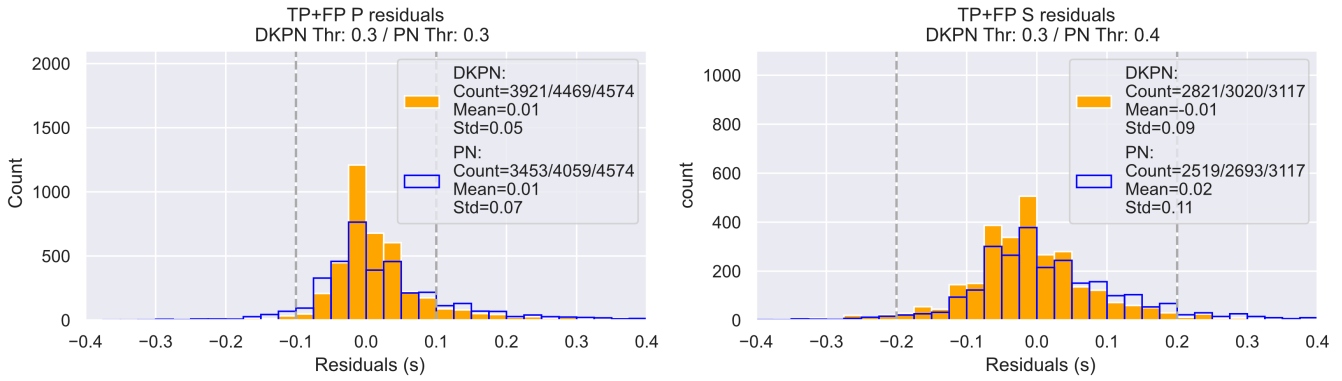 TP+FP P residuals
DKPN Thr: 0.3 / PN Thr: 0.3
Count
2000
1500
1000
500
0
DKPN:
Count=3921/4469/4574
Mean=0.01
Std=0.05
PN:
Count=3453/4059/4574
Mean=0.01
Std=0.07
−0.4 −0.3 −0.2 −0.1 0.0 0.1 0.2 0.3 0.4
Residuals (s)
TP+FP S residuals
DKPN Thr: 0.3 / PN Thr: 0.4
count
1000
800
600
400
200
0
DKPN:
Count=2821/3020/3117
Mean=-0.01
Std=0.09
PN:
Count=2519/2693/3117
Mean=0.02
Std=0.11
−0.4 −0.3 −0.2 −0.1 0.0 0.1 0.2 0.3 0.4
Residuals (s)